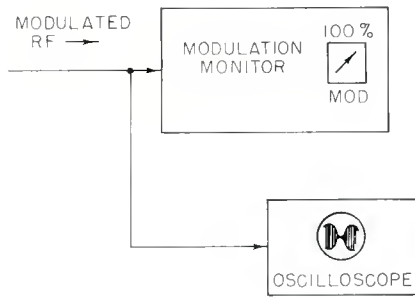 MODULATED
RF
MODULATION
MONITOR
100 %
MOD
OSCILLOSCOPE